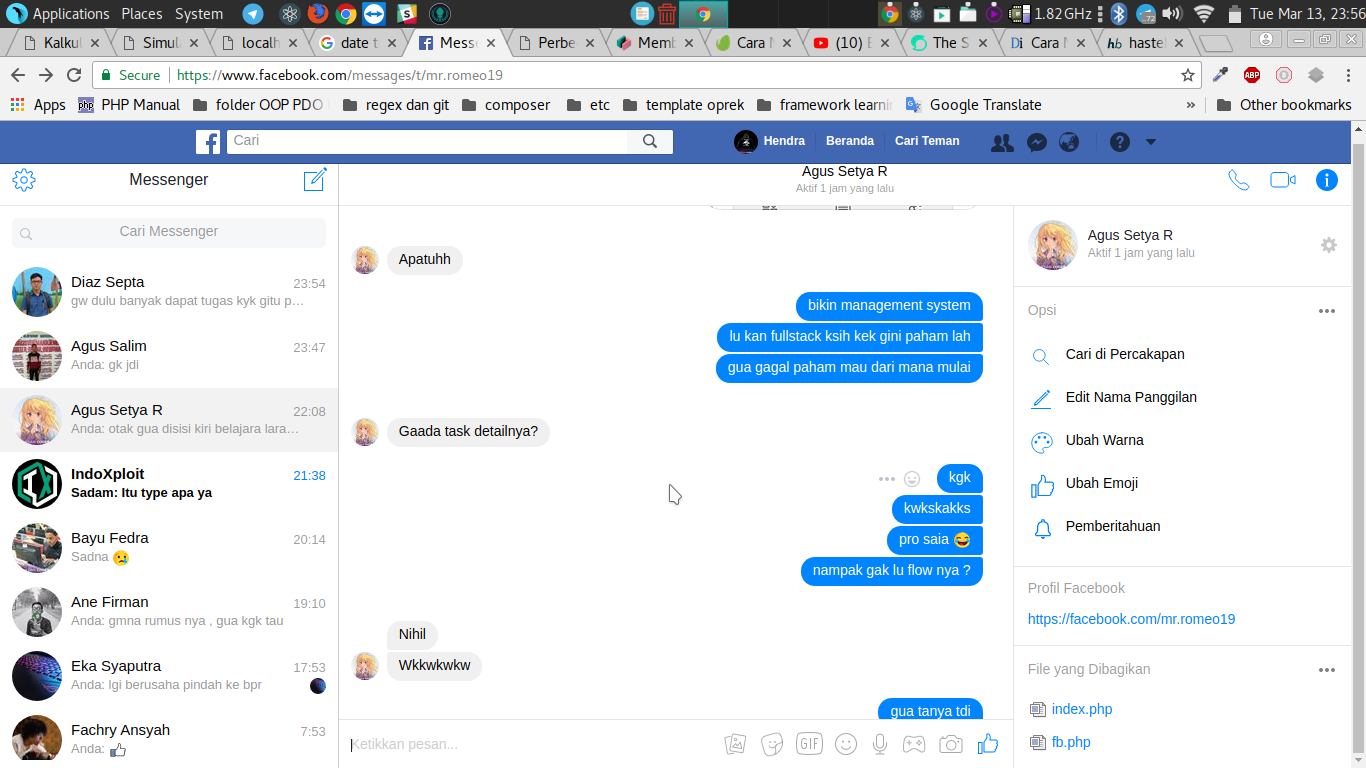 Applications Places System
1.82GHz
72
Tue Mar 13, 23:56
Kalkul
Simula
localh
date t
Messe
Perbe
Memb
Cara M
(10) E
The S
Di Cara M
hb hastel
Secure https://www.facebook.com/messages/t/mr.romeo19
ABP
Apps
php PHP Manual
folder OOP PDO
regex dan git
composer
etc
template oprek
framework learnin
Google Translate
»
Other bookmarks
Cari
Hendra
Beranda
Cari Teman
Messenger
Cari Messenger
Diaz Septa 23:54
gw dulu banyak dapat tugas kyk gitu p…
Agus Salim 23:47
Anda: gk jdi
Agus Setya R 22:08
Anda: otak gua disisi kiri belajara lara…
IndoXploit 21:38
Sadam: Itu type apa ya
Bayu Fedra 20:14
Sadna 😢
Ane Firman 19:10
Anda: gmna rumus nya , gua kgk tau
Eka Syaputra 17:53
Anda: lgi berusaha pindah ke bpr
Fachry Ansyah 7:53
Anda:
Agus Setya R
Aktif 1 jam yang lalu
Apatuhh
bikin management system
lu kan fullstack ksih kek gini paham lah
gua gagal paham mau dari mana mulai
Gaada task detailnya?
kgk
kwkskakks
pro saia 😂
nampak gak lu flow nya ?
Nihil
Wkkwkwkw
gua tanya tdi
Ketikkan pesan...
GIF
Agus Setya R
Aktif 1 jam yang lalu
Opsi
Cari di Percakapan
Edit Nama Panggilan
Ubah Warna
Ubah Emoji
Pemberitahuan
Profil Facebook
https://facebook.com/mr.romeo19
File yang Dibagikan
index.php
fb.php